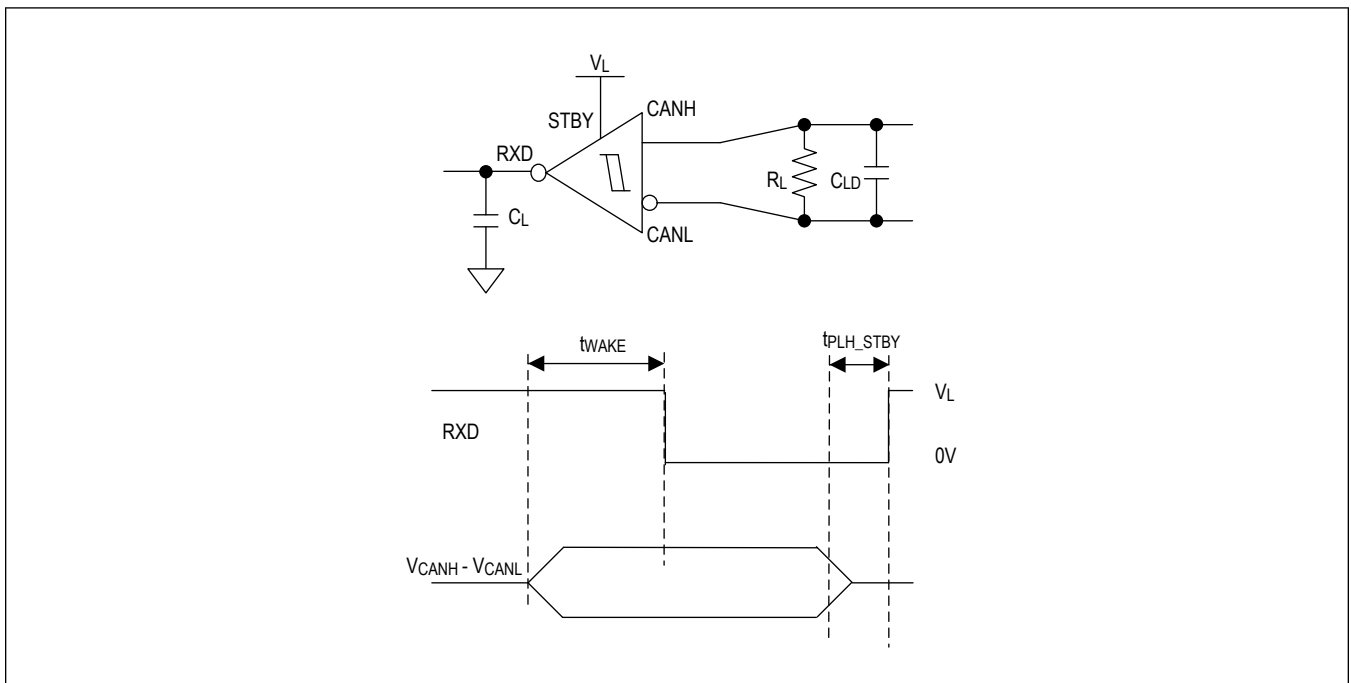 VL
STBY
CANH
RXD
RL
CLD
CL
CANL
tWAKE
tPLH_STBY
VL
RXD
0V
VCANH - VCANL